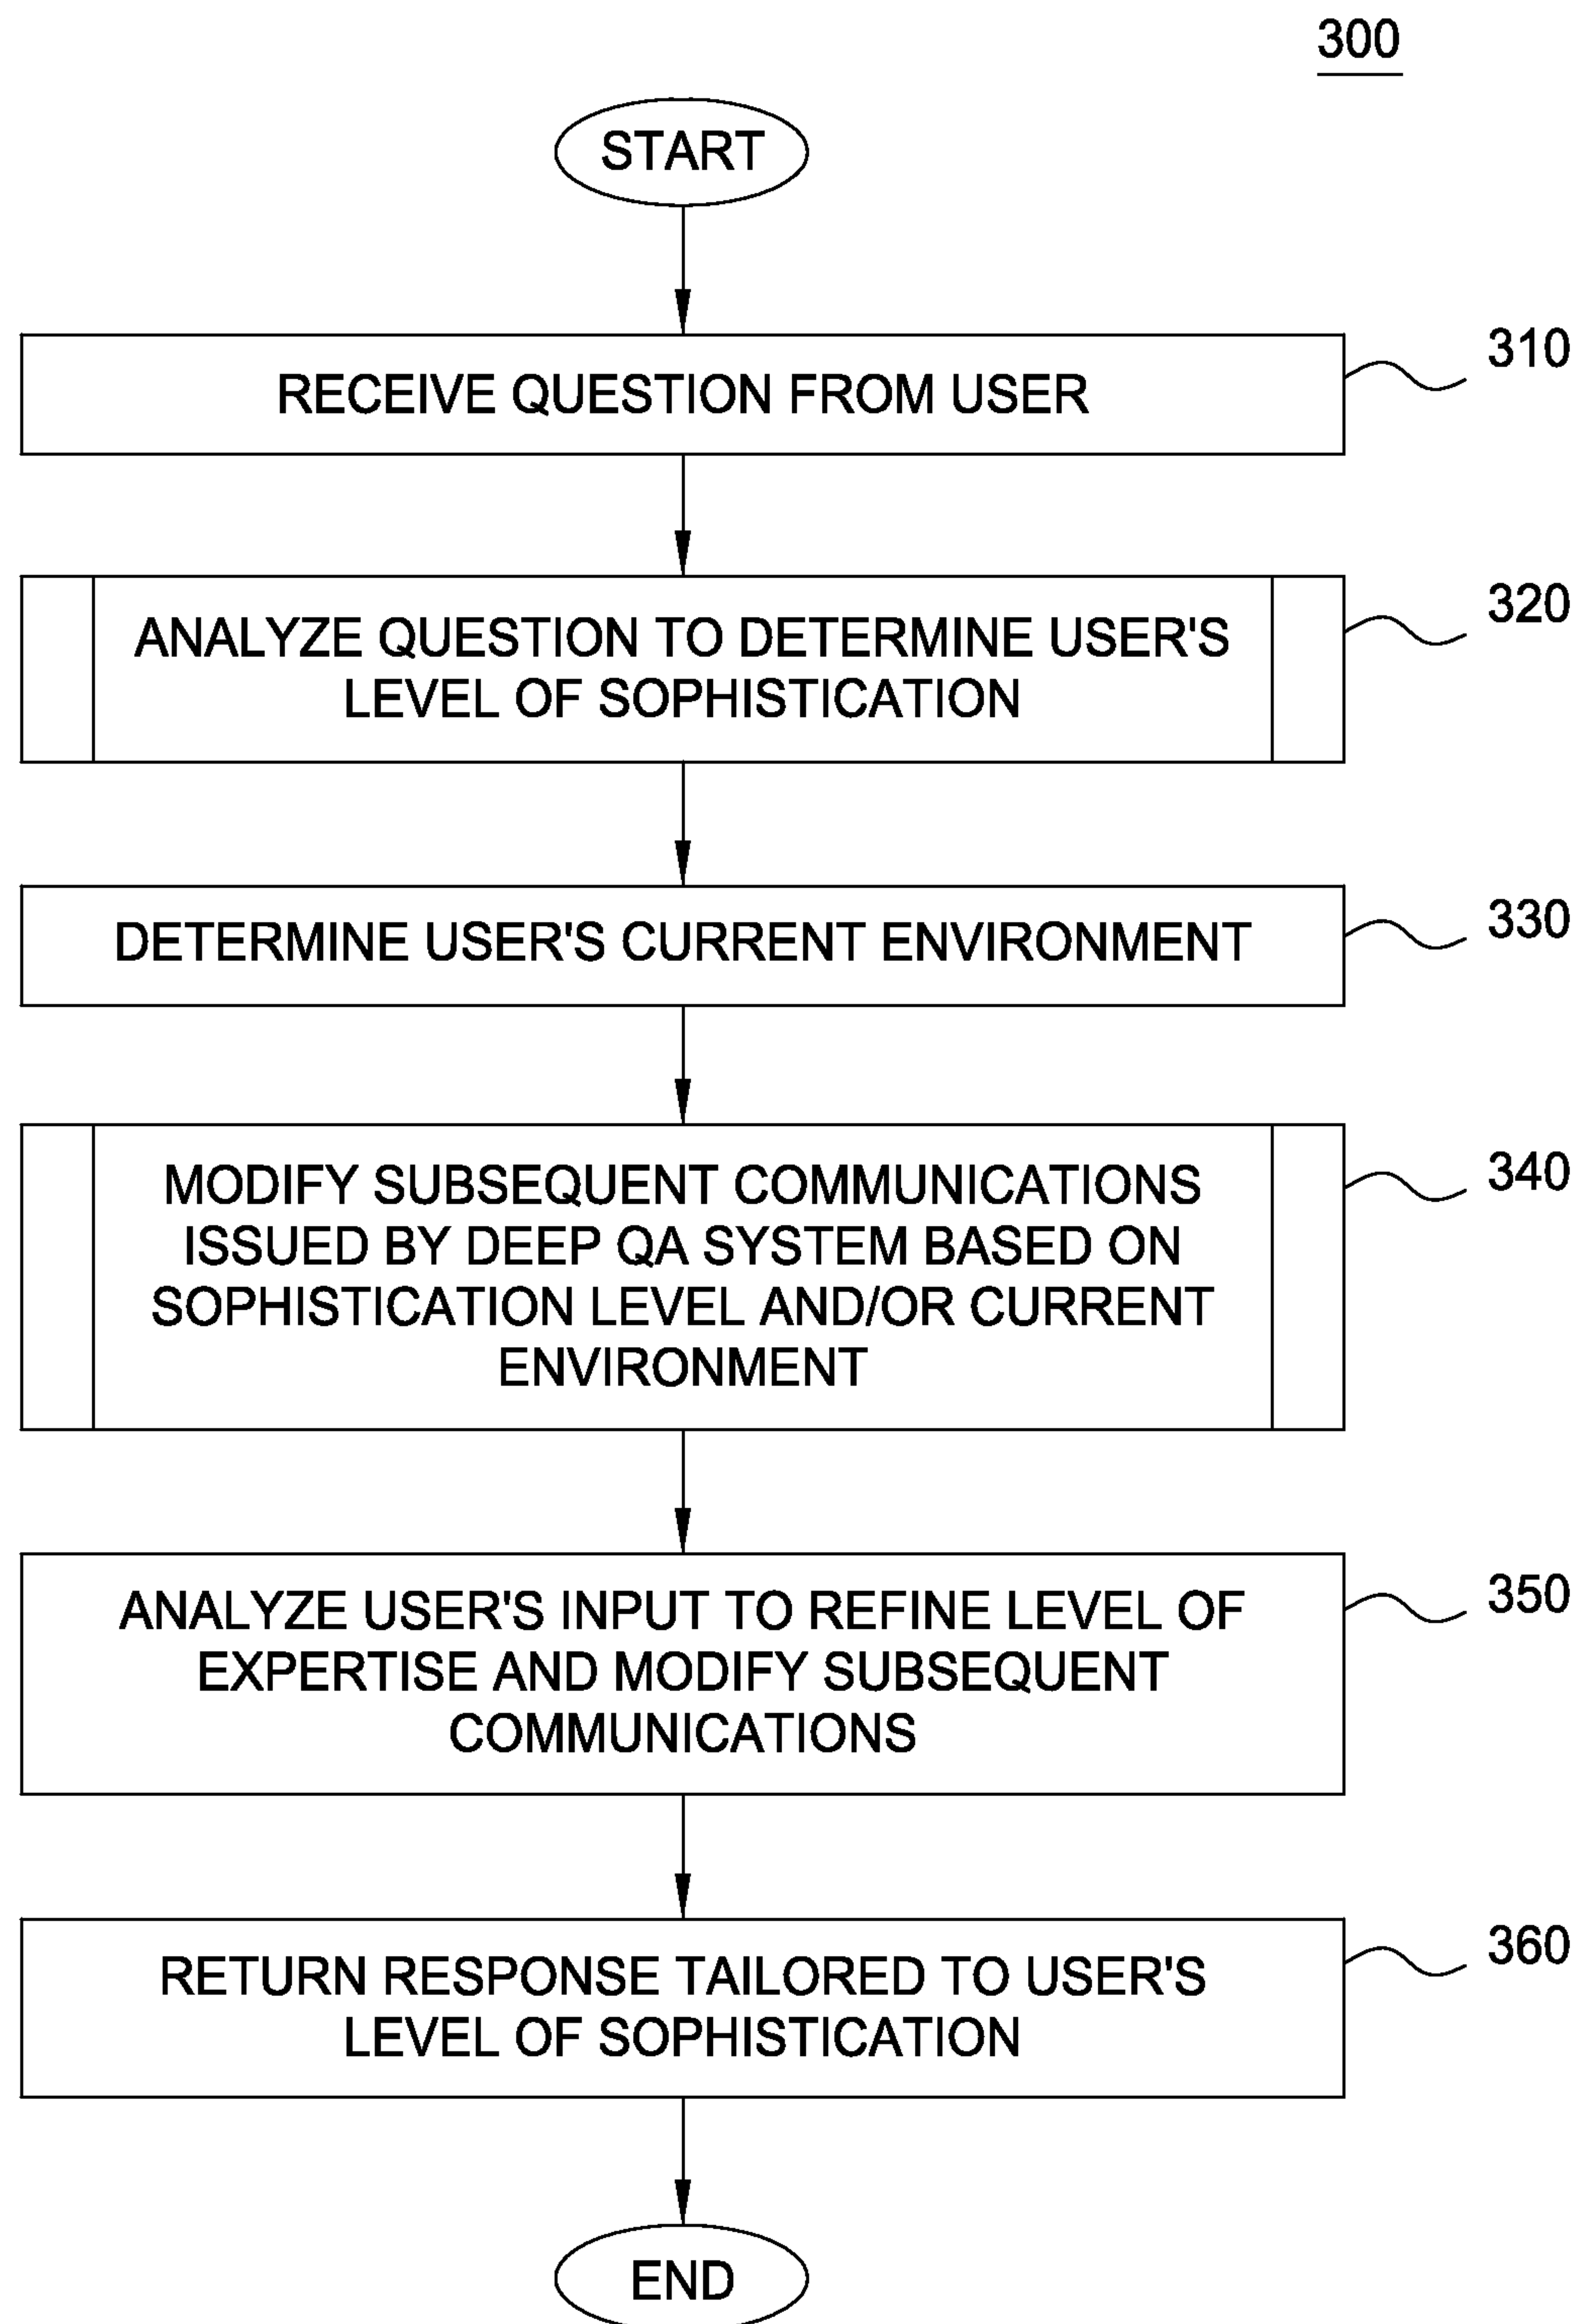 300
START
RECEIVE QUESTION FROM USER
310
ANALYZE QUESTION TO DETERMINE USER'S
LEVEL OF SOPHISTICATION
320
DETERMINE USER'S CURRENT ENVIRONMENT
330
MODIFY SUBSEQUENT COMMUNICATIONS
ISSUED BY DEEP QA SYSTEM BASED ON
SOPHISTICATION LEVEL AND/OR CURRENT
ENVIRONMENT
340
ANALYZE USER'S INPUT TO REFINE LEVEL OF
EXPERTISE AND MODIFY SUBSEQUENT
COMMUNICATIONS
350
RETURN RESPONSE TAILORED TO USER'S
LEVEL OF SOPHISTICATION
360
END